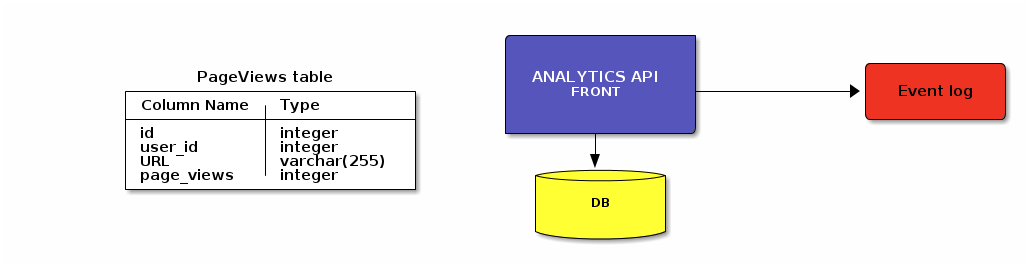 PageViews table
Column Name Type
id integer
user_id integer
URL varchar(255)
page_views integer
ANALYTICS API
FRONT
Event log
DB